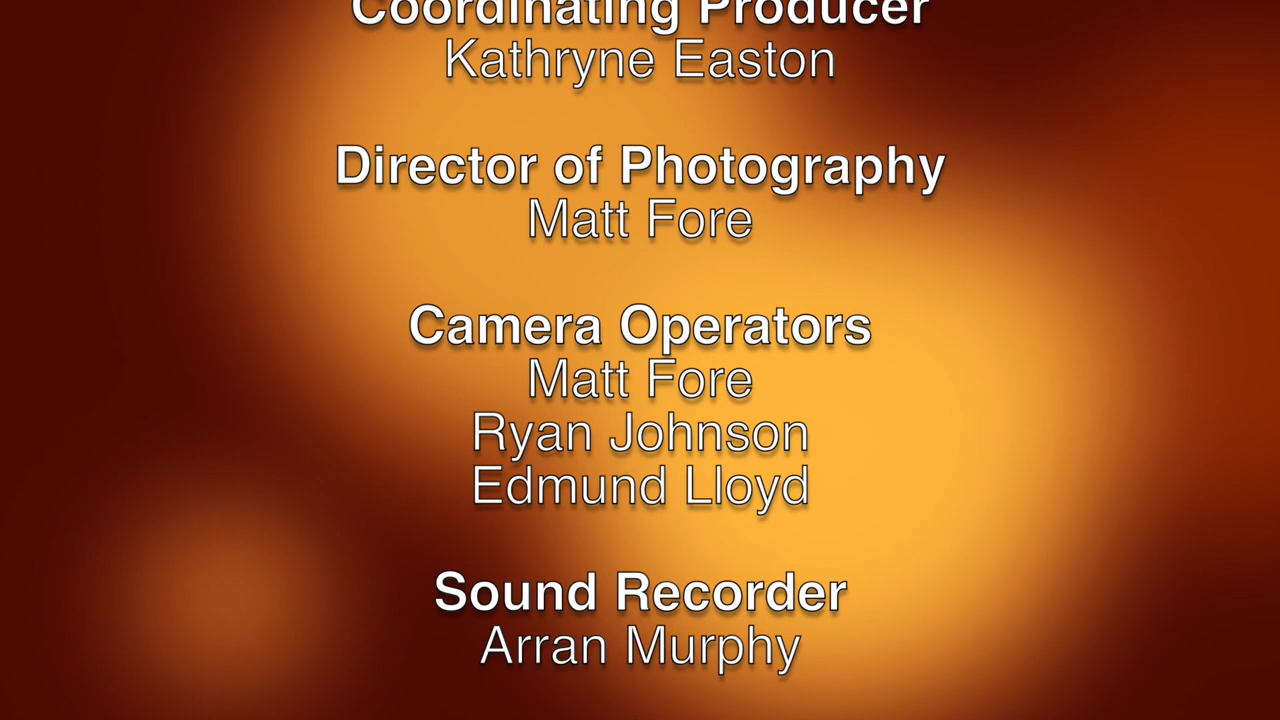 Coordinating Producer
Kathryne Easton
Director of Photography
Matt Fore
Camera Operators
Matt Fore
Ryan Johnson
Edmund Lloyd
Sound Recorder
Arran Murphy